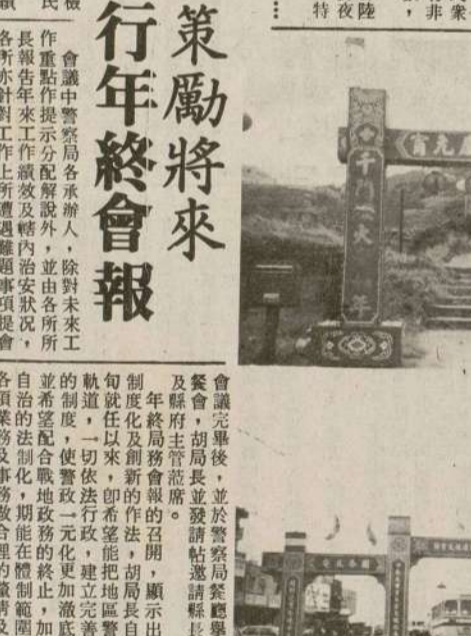 衆
非
陸
夜
特
策勵將來
行年終會報
會議中警察局各承辦人，除對未來工
作重點作提示分配解說外，並由各所所
長報告年來工作績效及轄內治安狀況，
各所亦針對工作上所遭遇難題事項提會
會議完畢後，並於警察局餐廳舉
餐會，胡局長並發請帖邀請縣長
及縣府主管蒞席。
年終局務會報的召開，顯示出
制度化及創新的作法，胡局長自
旬就任以來，卽希望能把地區警
軌道，一切依法行政，建立完善
的制度，使警政一元化更加澈底
並希望配合戰地政務的終止，加
自治的法制化，期能在體制範圍
各項業務及事務做合理的釐清及